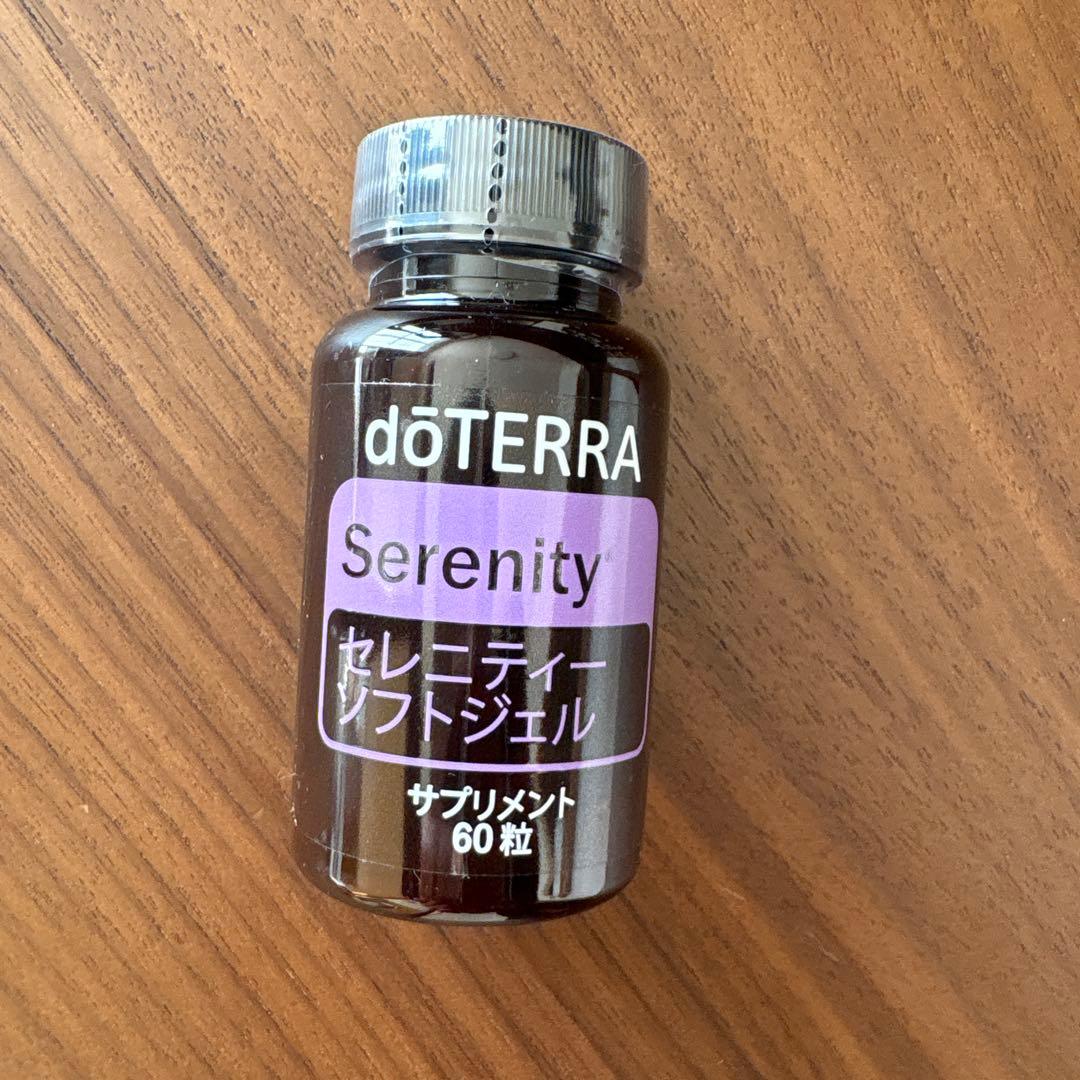 dōTERRA
Serenity
セレニティー
ソフトジェル
サプリメント
60粒